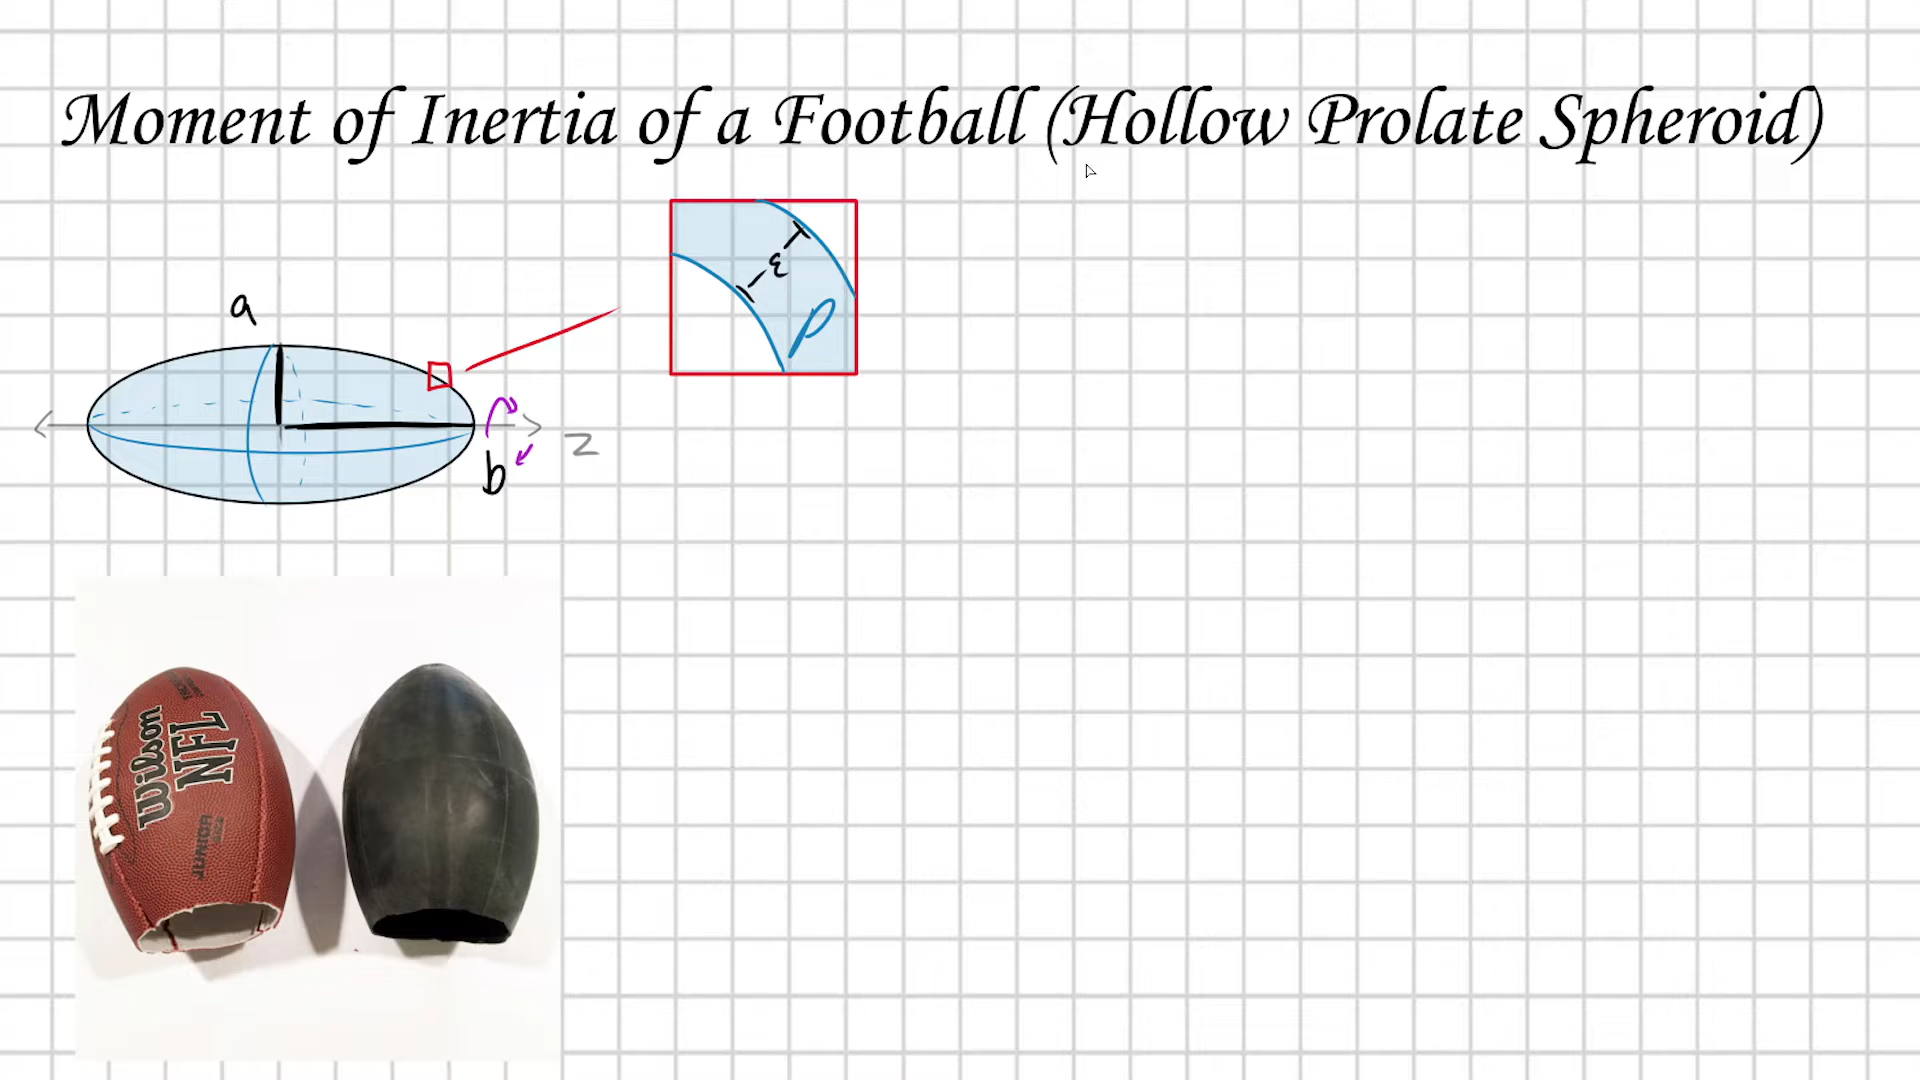 Moment of Inertia of a Football (Hollow Prolate Spheroid)
ε
ρ
a
b
z
Wilson
NFL
JUNIOR